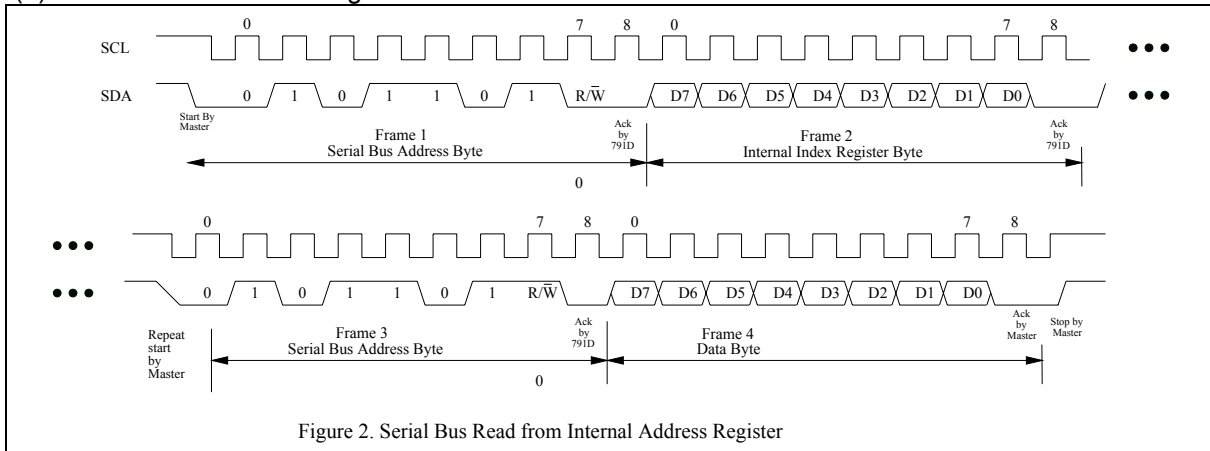 0 7 8 0 7 8
SCL
SDA 0 1 0 1 1 0 1 R/W̅ D7 D6 D5 D4 D3 D2 D1 D0
Start By
Master
Frame 1
Serial Bus Address Byte
Ack
by
791D
Frame 2
Internal Index Register Byte
Ack
by
791D
0
0 7 8 0 7 8
0 1 0 1 1 0 1 R/W̅ D7 D6 D5 D4 D3 D2 D1 D0
Repeat
start
by
Master
Frame 3
Serial Bus Address Byte
Ack
by
791D
Frame 4
Data Byte
Ack
by
Master
Stop by
Master
0
Figure 2. Serial Bus Read from Internal Address Register